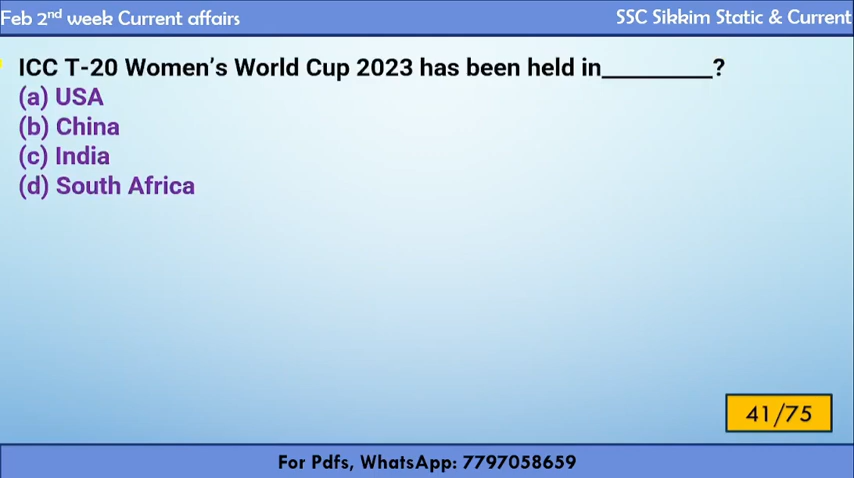 Feb 2nd week Current affairs
SSC Sikkim Static & Current
ICC T-20 Women's World Cup 2023 has been held in_________?
(a) USA
(b) China
(c) India
(d) South Africa
41/75
For Pdfs, WhatsApp: 7797058659